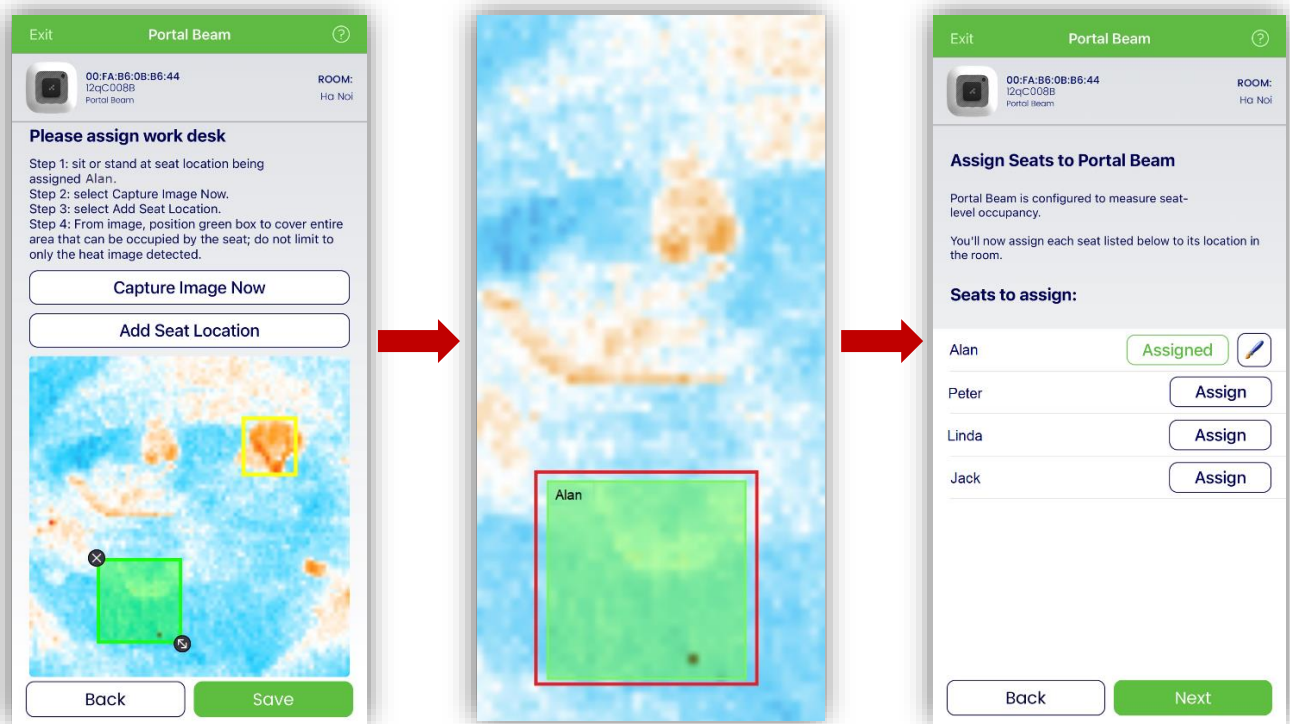 Exit
Portal Beam
?
00:FA:B6:0B:B6:44
12qC008B
Portal Beam
ROOM:
Ha Noi
Please assign work desk
Step 1: sit or stand at seat location being
assigned Alan.
Step 2: select Capture Image Now.
Step 3: select Add Seat Location.
Step 4: From image, position green box to cover entire
area that can be occupied by the seat; do not limit to
only the heat image detected.
Capture Image Now
Add Seat Location
Back
Save
Alan
Exit
Portal Beam
?
00:FA:B6:0B:B6:44
12qC008B
Portal Beam
ROOM:
Ha Noi
Assign Seats to Portal Beam
Portal Beam is configured to measure seat-
level occupancy.
You'll now assign each seat listed below to its location in
the room.
Seats to assign:
Alan
Assigned
Peter
Assign
Linda
Assign
Jack
Assign
Back
Next